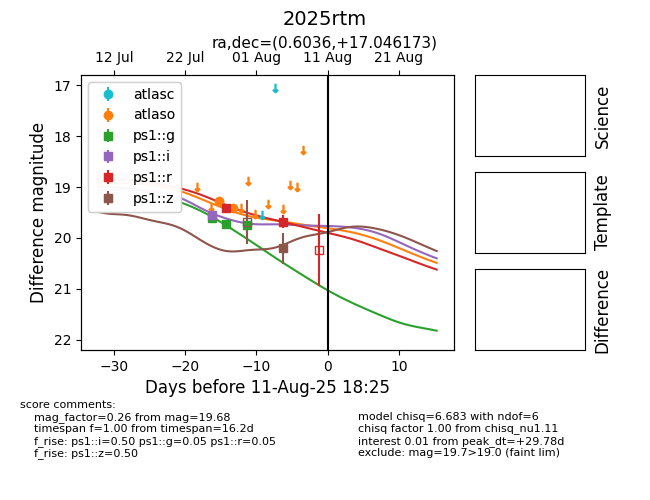 2025rtm
ra,dec=(0.6036,+17.046173)
12 Jul 22 Jul 01 Aug 11 Aug 21 Aug
17
18
19
20
21
22
Difference magnitude
atlasc
atlaso
ps1::g
ps1::i
ps1::r
ps1::z
−30 −20 −10 0 10
Days before 11-Aug-25 18:25
Science
Template
Difference
score comments:
mag_factor=0.26 from mag=19.68
timespan f=1.00 from timespan=16.2d
f_rise: ps1::i=0.50 ps1::g=0.05 ps1::r=0.05
f_rise: ps1::z=0.50
model chisq=6.683 with ndof=6
chisq factor 1.00 from chisq_nu1.11
interest 0.01 from peak_dt=+29.78d
exclude: mag=19.7>19.0 (faint lim)